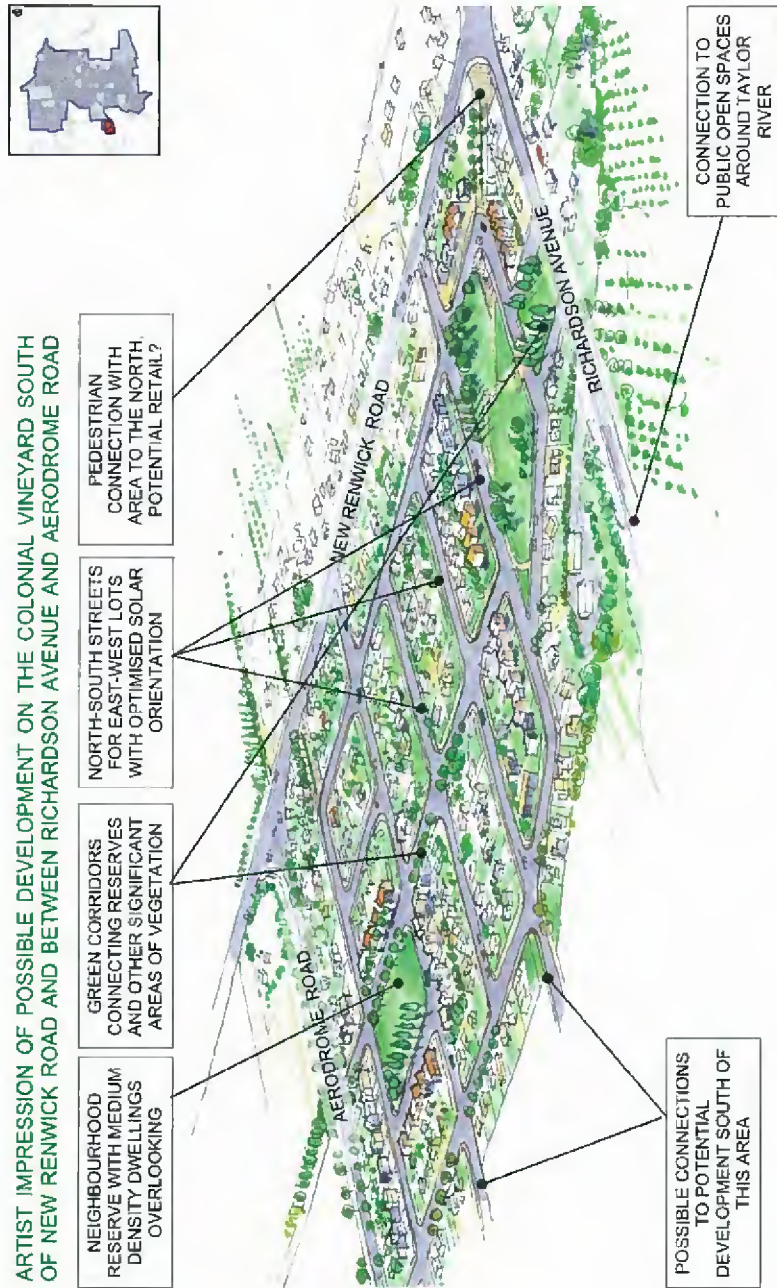 ARTIST IMPRESSION OF POSSIBLE DEVELOPMENT ON THE COLONIAL VINEYARD SOUTH
OF NEW RENWICK ROAD AND BETWEEN RICHARDSON AVENUE AND AERODROME ROAD
NEIGHBOURHOOD
RESERVE WITH MEDIUM
DENSITY DWELLINGS
OVERLOOKING
GREEN CORRIDORS
CONNECTING RESERVES
AND OTHER SIGNIFICANT
AREAS OF VEGETATION
NORTH-SOUTH STREETS
FOR EAST-WEST LOTS
WITH OPTIMISED SOLAR
ORIENTATION
PEDESTRIAN
CONNECTION WITH
AREA TO THE NORTH,
POTENTIAL RETAIL?
AERODROME ROAD
NEW RENWICK ROAD
RICHARDSON AVENUE
POSSIBLE CONNECTIONS
TO POTENTIAL
DEVELOPMENT SOUTH OF
THIS AREA
CONNECTION TO
PUBLIC OPEN SPACES
AROUND TAYLOR
RIVER